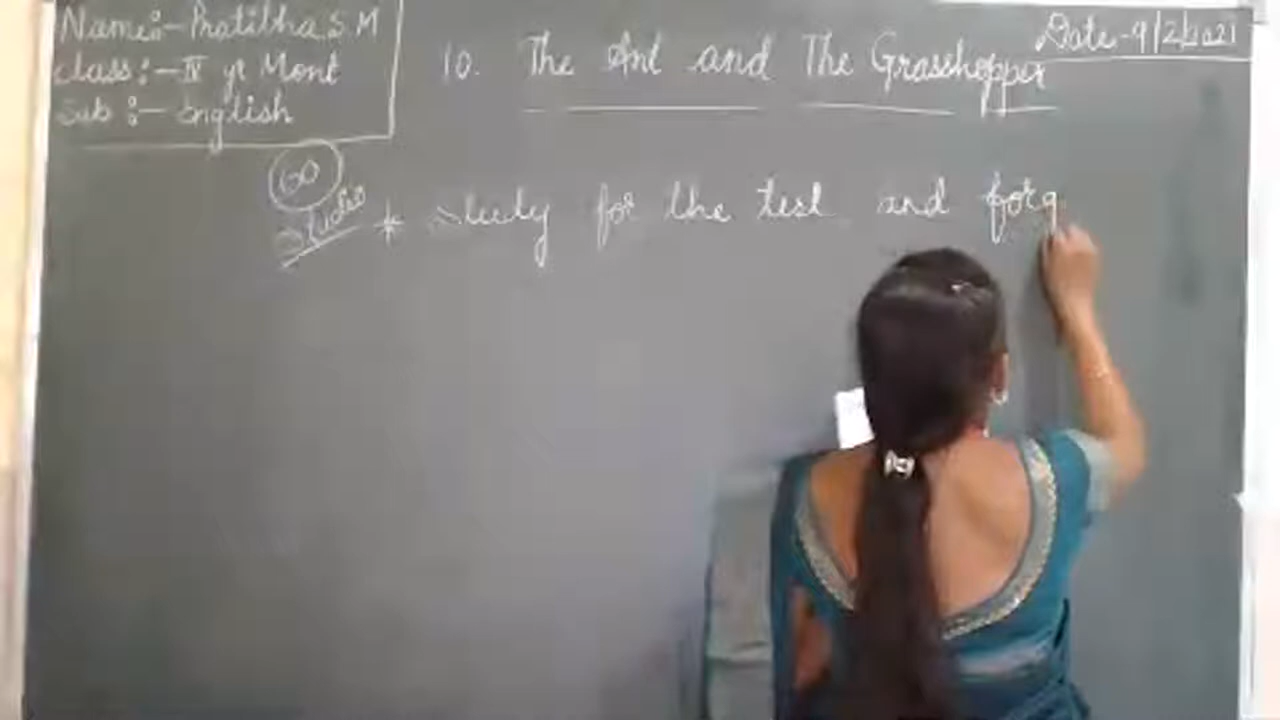 Name:- Pratibha S.M
Class:- IV yr Mont
Sub:- English
Date-9/2/2021
10. The Ant and The Grasshopper
60
* study for the test and forg